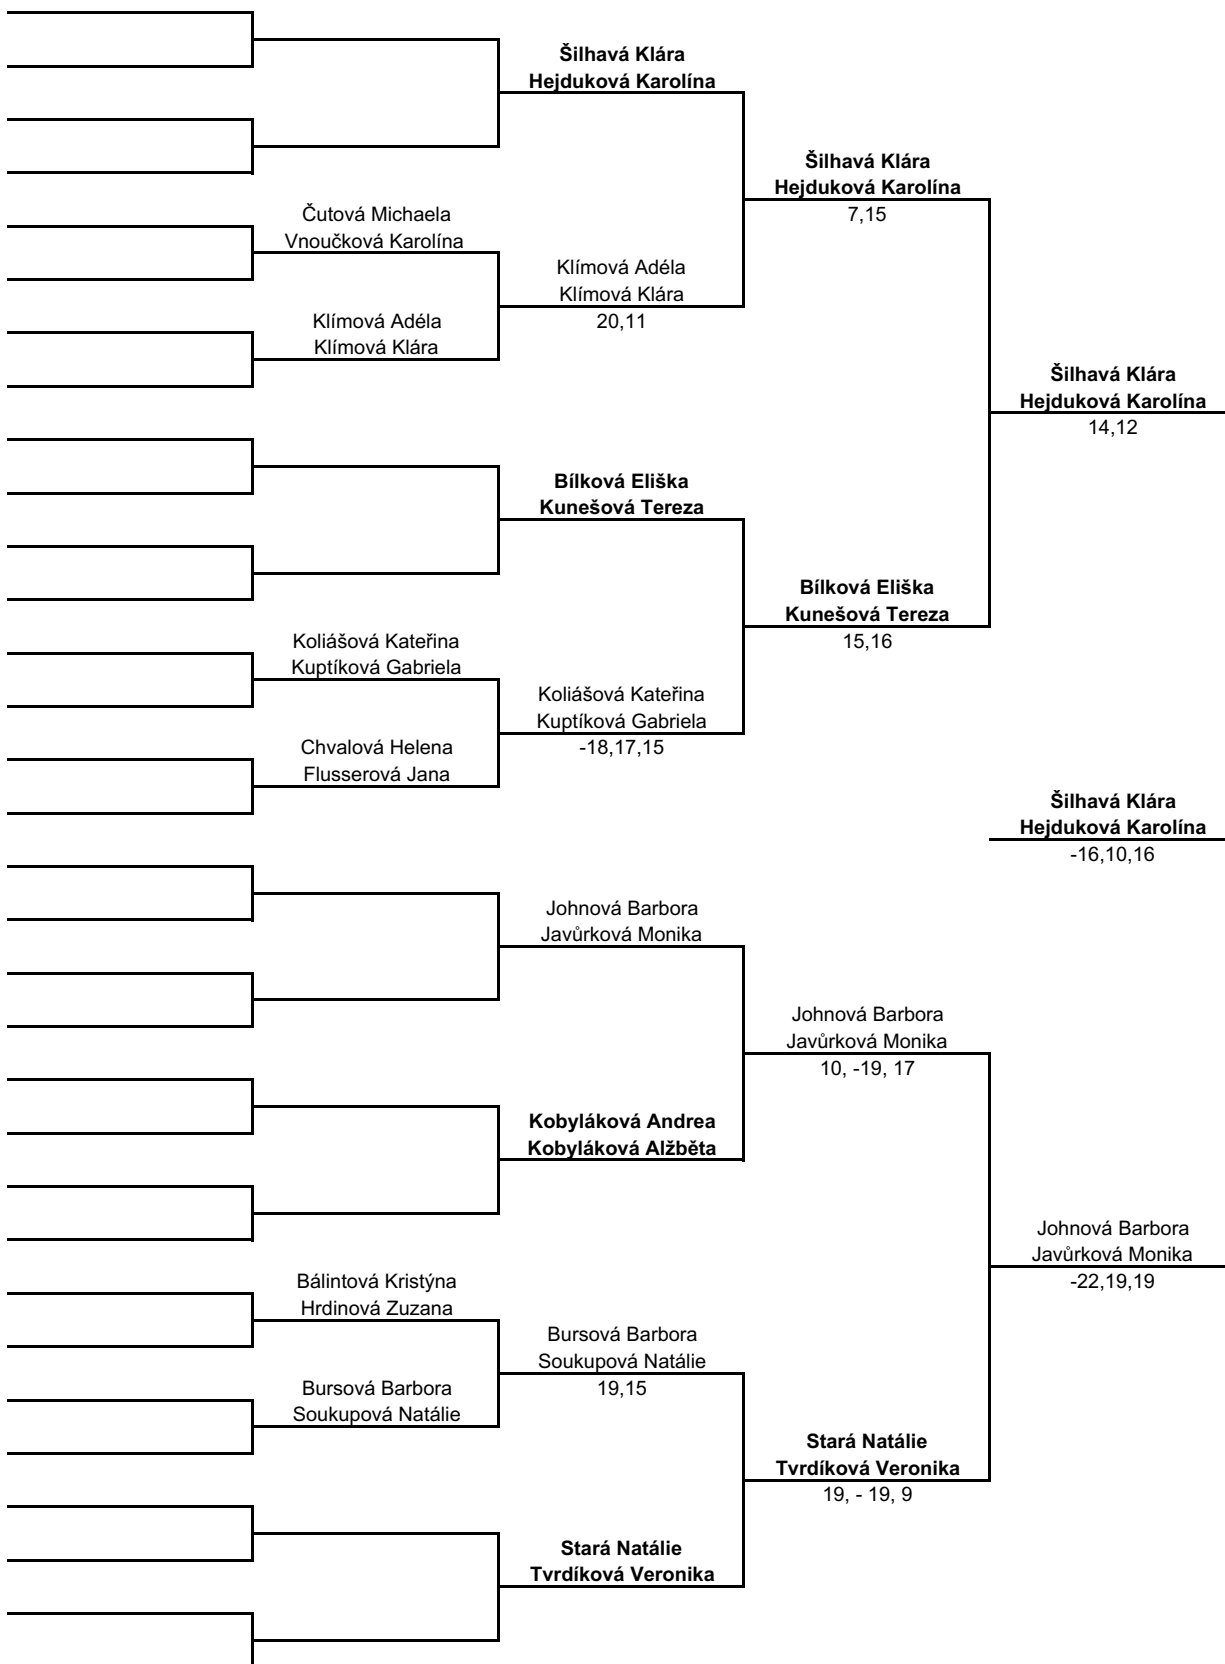 Šilhavá Klára
Hejduková Karolína
Šilhavá Klára
Hejduková Karolína
7,15
Čutová Michaela
Vnoučková Karolína
Klímová Adéla
Klímová Klára
20,11
Klímová Adéla
Klímová Klára
Šilhavá Klára
Hejduková Karolína
14,12
Bílková Eliška
Kunešová Tereza
Bílková Eliška
Kunešová Tereza
15,16
Koliášová Kateřina
Kuptíková Gabriela
Koliášová Kateřina
Kuptíková Gabriela
-18,17,15
Chvalová Helena
Flusserová Jana
Šilhavá Klára
Hejduková Karolína
-16,10,16
Johnová Barbora
Javůrková Monika
Johnová Barbora
Javůrková Monika
10, -19, 17
Kobyláková Andrea
Kobyláková Alžběta
Johnová Barbora
Javůrková Monika
-22,19,19
Bálintová Kristýna
Hrdinová Zuzana
Bursová Barbora
Soukupová Natálie
19,15
Bursová Barbora
Soukupová Natálie
Stará Natálie
Tvrdíková Veronika
19, - 19, 9
Stará Natálie
Tvrdíková Veronika